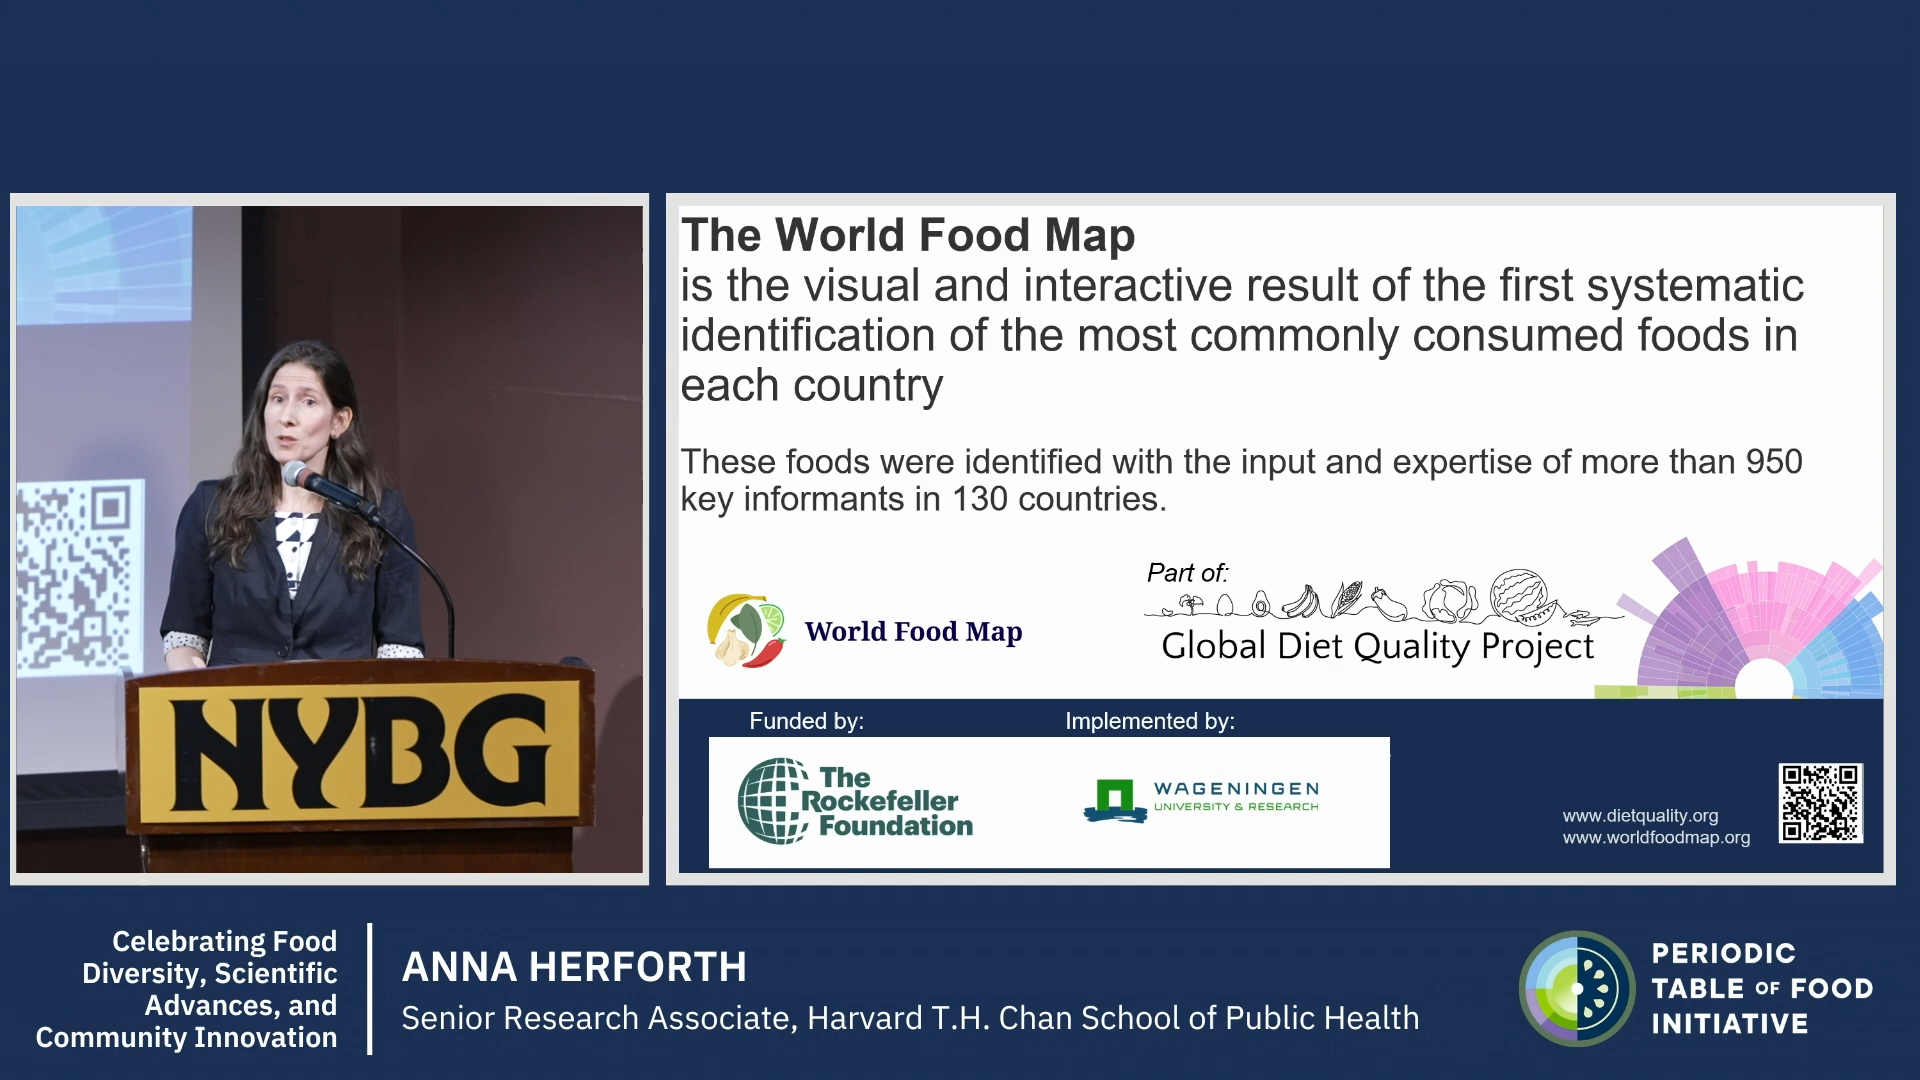 The World Food Map
is the visual and interactive result of the first systematic
identification of the most commonly consumed foods in
each country
These foods were identified with the input and expertise of more than 950
key informants in 130 countries.
Part of:
World Food Map
Global Diet Quality Project
Funded by:
Implemented by:
The
Rockefeller
Foundation
WAGENINGEN
UNIVERSITY & RESEARCH
www.dietquality.org
www.worldfoodmap.org
NYBG
Celebrating Food
Diversity, Scientific
Advances, and
Community Innovation
ANNA HERFORTH
Senior Research Associate, Harvard T.H. Chan School of Public Health
PERIODIC
TABLE OF FOOD
INITIATIVE